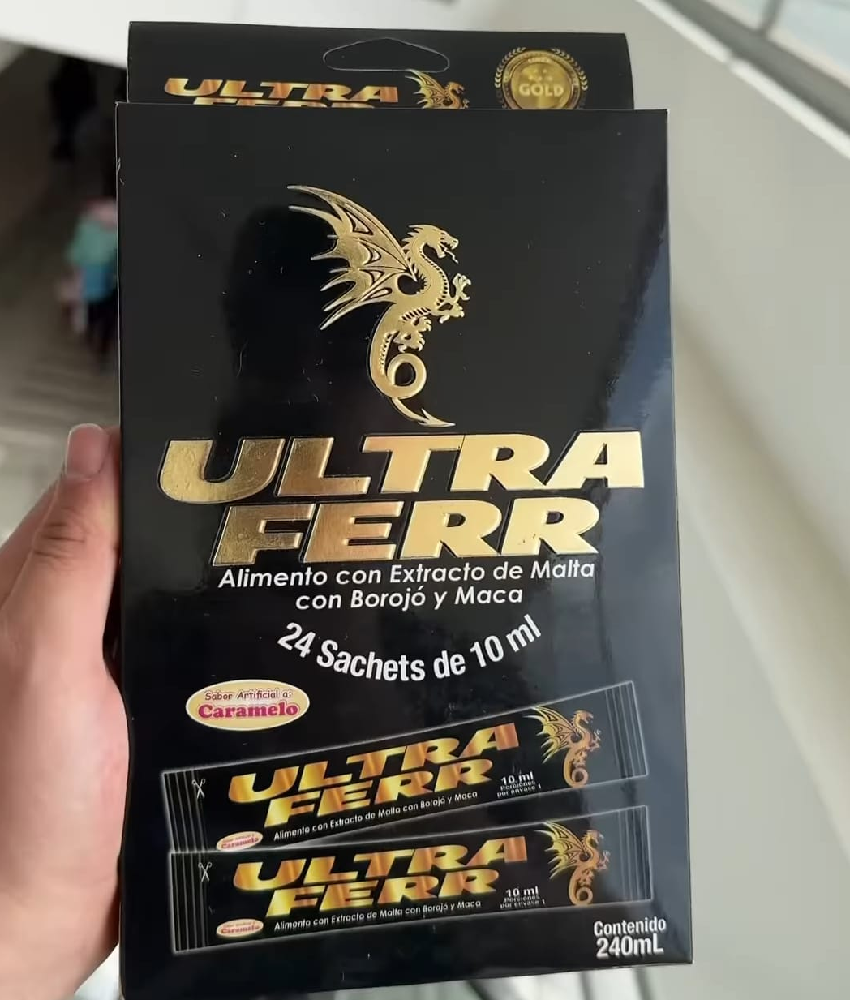 ULTRA
FERR
GOLD
ULTRA
FERR
Alimento con Extracto de Malta
con Borojó y Maca
24 Sachets de 10 ml
Sabor Artificial a
Caramelo
ULTRA
FERR
10 ml
Alimento con Extracto de Malta con Borojó y Maca
Caramelo
ULTRA
FERR
10 ml
Alimento con Extracto de Malta con Borojó y Maca
Caramelo
Contenido
240mL